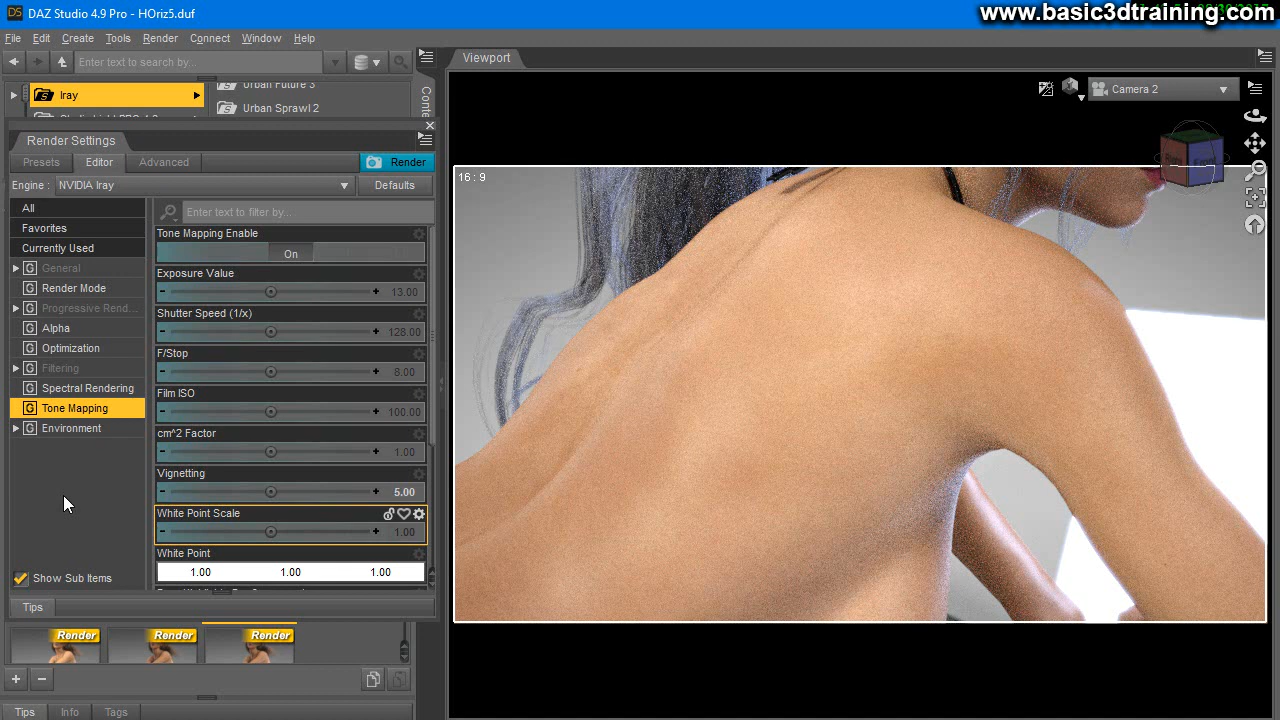 DAZ Studio 4.9 Pro - HOriz5.duf
www.basic3dtraining.com
File Edit Create Tools Render Connect Window Help
Enter text to search by...
Viewport
Iray
Urban Future 3
Urban Sprawl 2
Camera 2
Render Settings
Presets Editor Advanced Render
Engine : NVIDIA Iray Defaults
16 : 9
All
Favorites
Currently Used
General
Render Mode
Progressive Rend...
Alpha
Optimization
Filtering
Spectral Rendering
Tone Mapping
Environment
Enter text to filter by...
Tone Mapping Enable
On
Exposure Value
13.00
Shutter Speed (1/x)
128.00
F/Stop
8.00
Film ISO
100.00
cm^2 Factor
1.00
Vignetting
5.00
White Point Scale
1.00
White Point
1.00 1.00 1.00
Show Sub Items
Tips
Render Render Render
Tips Info Tags